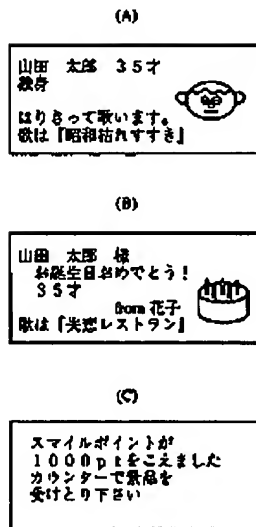 (A)
山田 太郎 35才
独身
はりきって歌います。
歌は『昭和枯れすすき』
(B)
山田 太郎 様
お誕生日おめでとう!
35才
from 花子
歌は『失恋レストラン』
(C)
スマイルポイントが
1000ptをこえました
カウンターで景品を
受けとり下さい